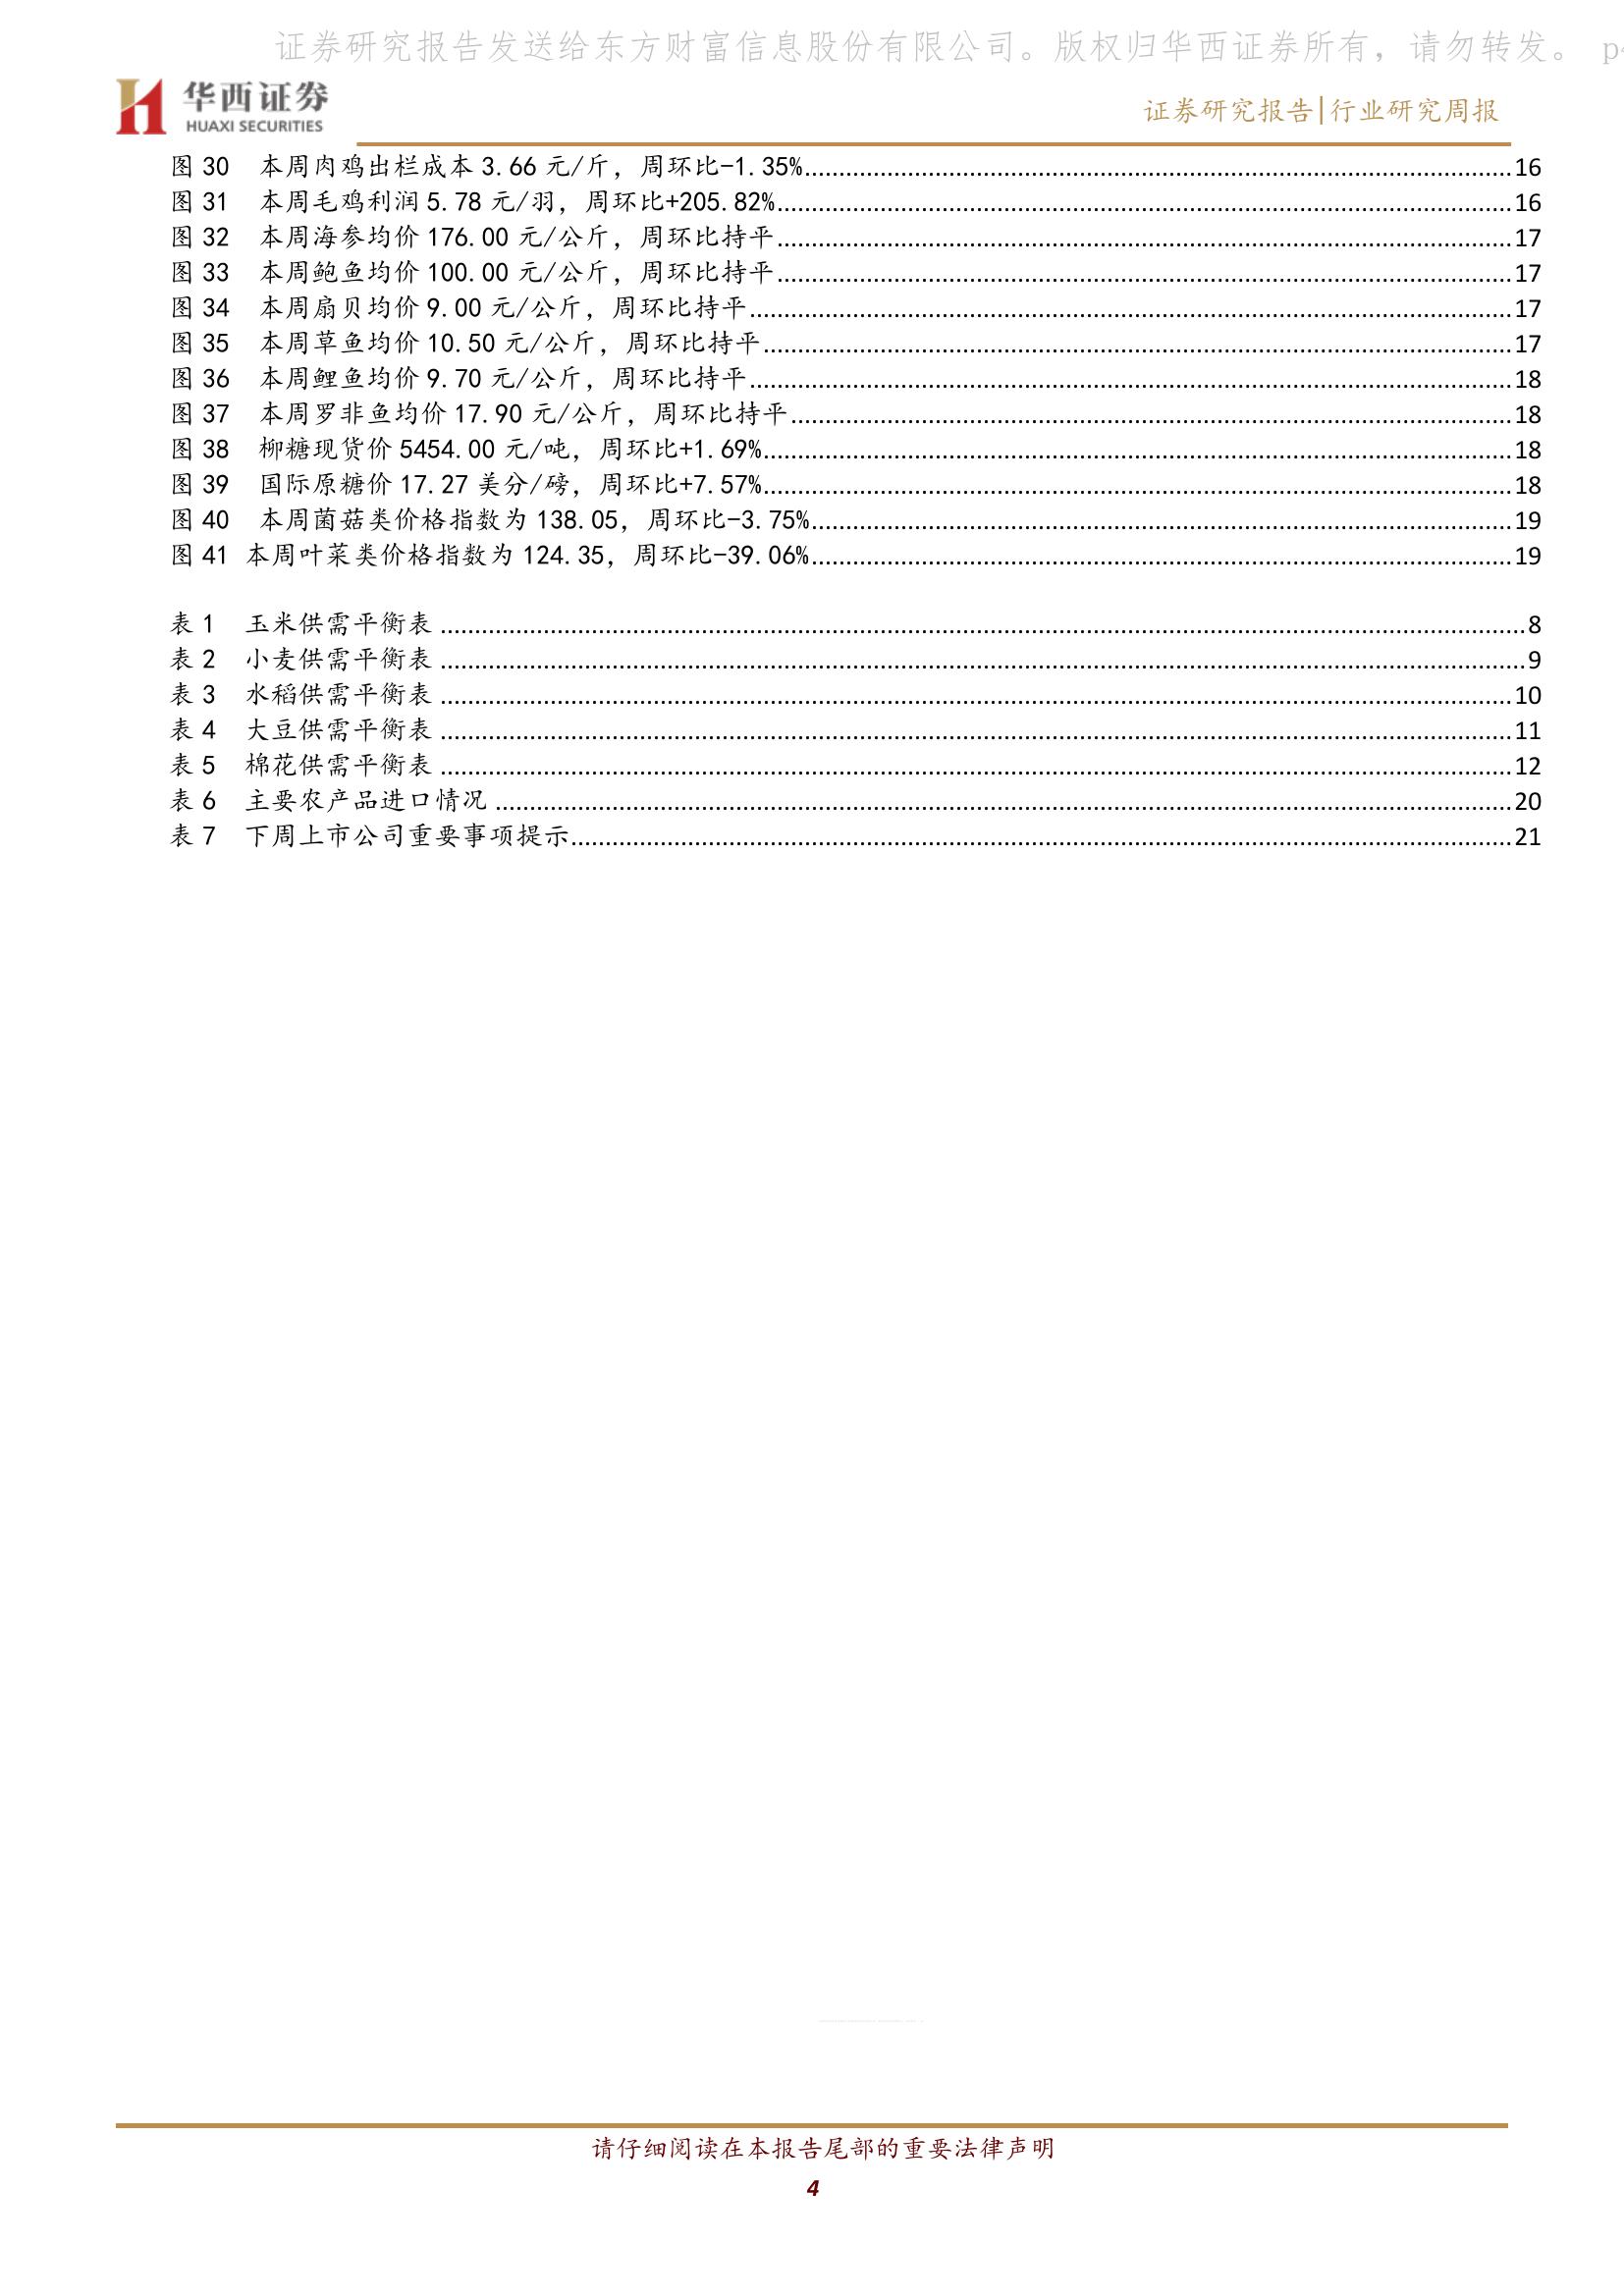 证券研究报告发送给东方财富信息股份有限公司。版权归华西证券所有，请勿转发。 p
华西证券
HUAXI SECURITIES
证券研究报告|行业研究周报
图 30 本周肉鸡出栏成本 3.66 元/斤，周环比-1.35%....................16
图 31 本周毛鸡利润 5.78 元/羽，周环比+205.82%....................16
图 32 本周海参均价 176.00 元/公斤，周环比持平....................17
图 33 本周鲍鱼均价 100.00 元/公斤，周环比持平....................17
图 34 本周扇贝均价 9.00 元/公斤，周环比持平....................17
图 35 本周草鱼均价 10.50 元/公斤，周环比持平....................17
图 36 本周鲤鱼均价 9.70 元/公斤，周环比持平....................18
图 37 本周罗非鱼均价 17.90 元/公斤，周环比持平....................18
图 38 柳糖现货价 5454.00 元/吨，周环比+1.69%....................18
图 39 国际原糖价 17.27 美分/磅，周环比+7.57%....................18
图 40 本周菌菇类价格指数为 138.05，周环比-3.75%....................19
图 41 本周叶菜类价格指数为 124.35，周环比-39.06%....................19
表 1 玉米供需平衡表 ....................8
表 2 小麦供需平衡表 ....................9
表 3 水稻供需平衡表 ....................10
表 4 大豆供需平衡表 ....................11
表 5 棉花供需平衡表 ....................12
表 6 主要农产品进口情况 ....................20
表 7 下周上市公司重要事项提示....................21
请仔细阅读在本报告尾部的重要法律声明
4